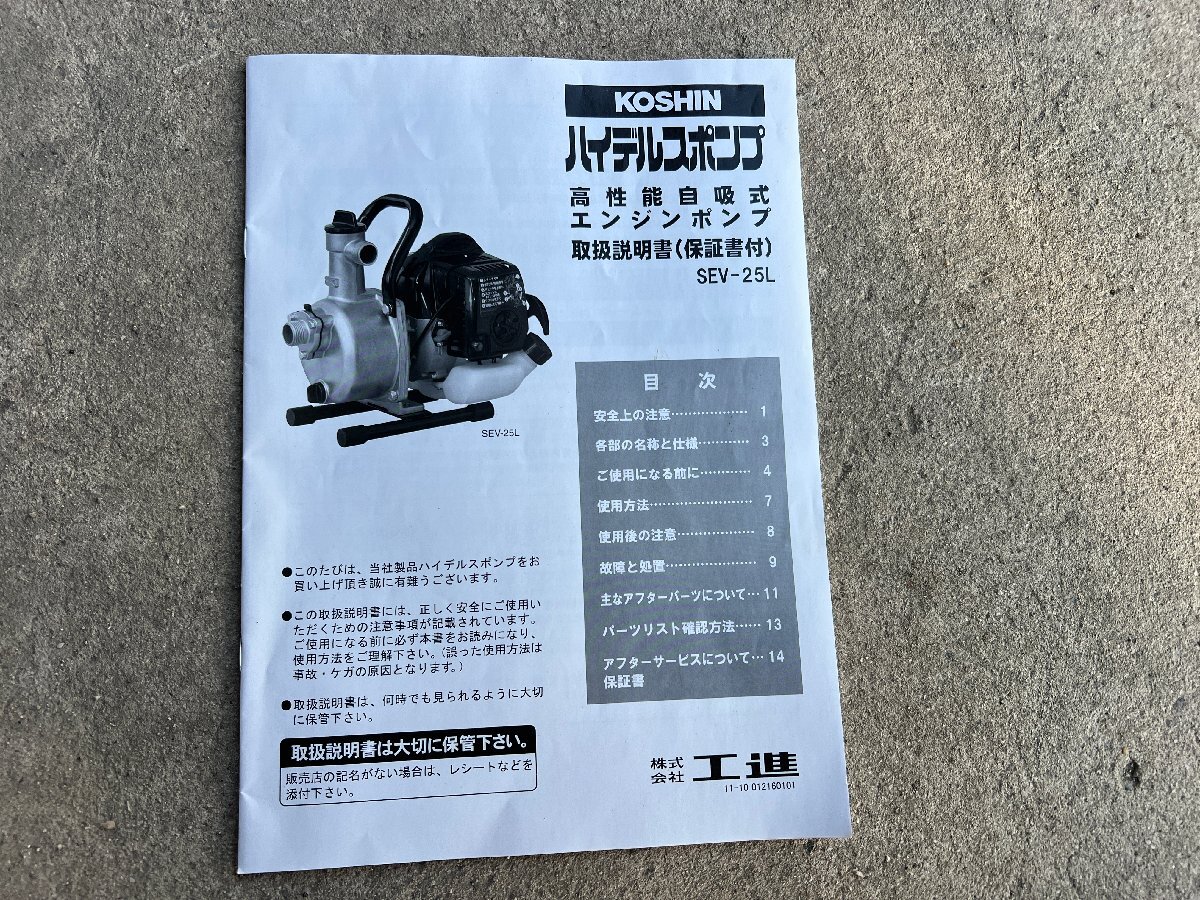 KOSHIN
ハイデルスポンプ
高性能自吸式
エンジンポンプ
取扱説明書(保証書付)
SEV-25L
SEV-25L
目 次
安全上の注意………………… 1
各部の名称と仕様………… 3
ご使用になる前に………… 4
使用方法…………………… 7
使用後の注意……………… 8
故障と処置………………… 9
主なアフターパーツについて… 11
パーツリスト確認方法…… 13
アフターサービスについて… 14
保証書
●このたびは、当社製品ハイデルスポンプをお
買い上げ頂き誠に有難うございます。
●この取扱説明書には、正しく安全にご使用い
ただくための注意事項が記載されています。
ご使用になる前に必ず本書をお読みになり、
使用方法をご理解下さい。(誤った使用方法は
事故・ケガの原因となります。)
●取扱説明書は、何時でも見られるように大切
に保管下さい。
取扱説明書は大切に保管下さい。
販売店の記名がない場合は、レシートなどを
添付下さい。
株式会社 工進
11-10 012160101